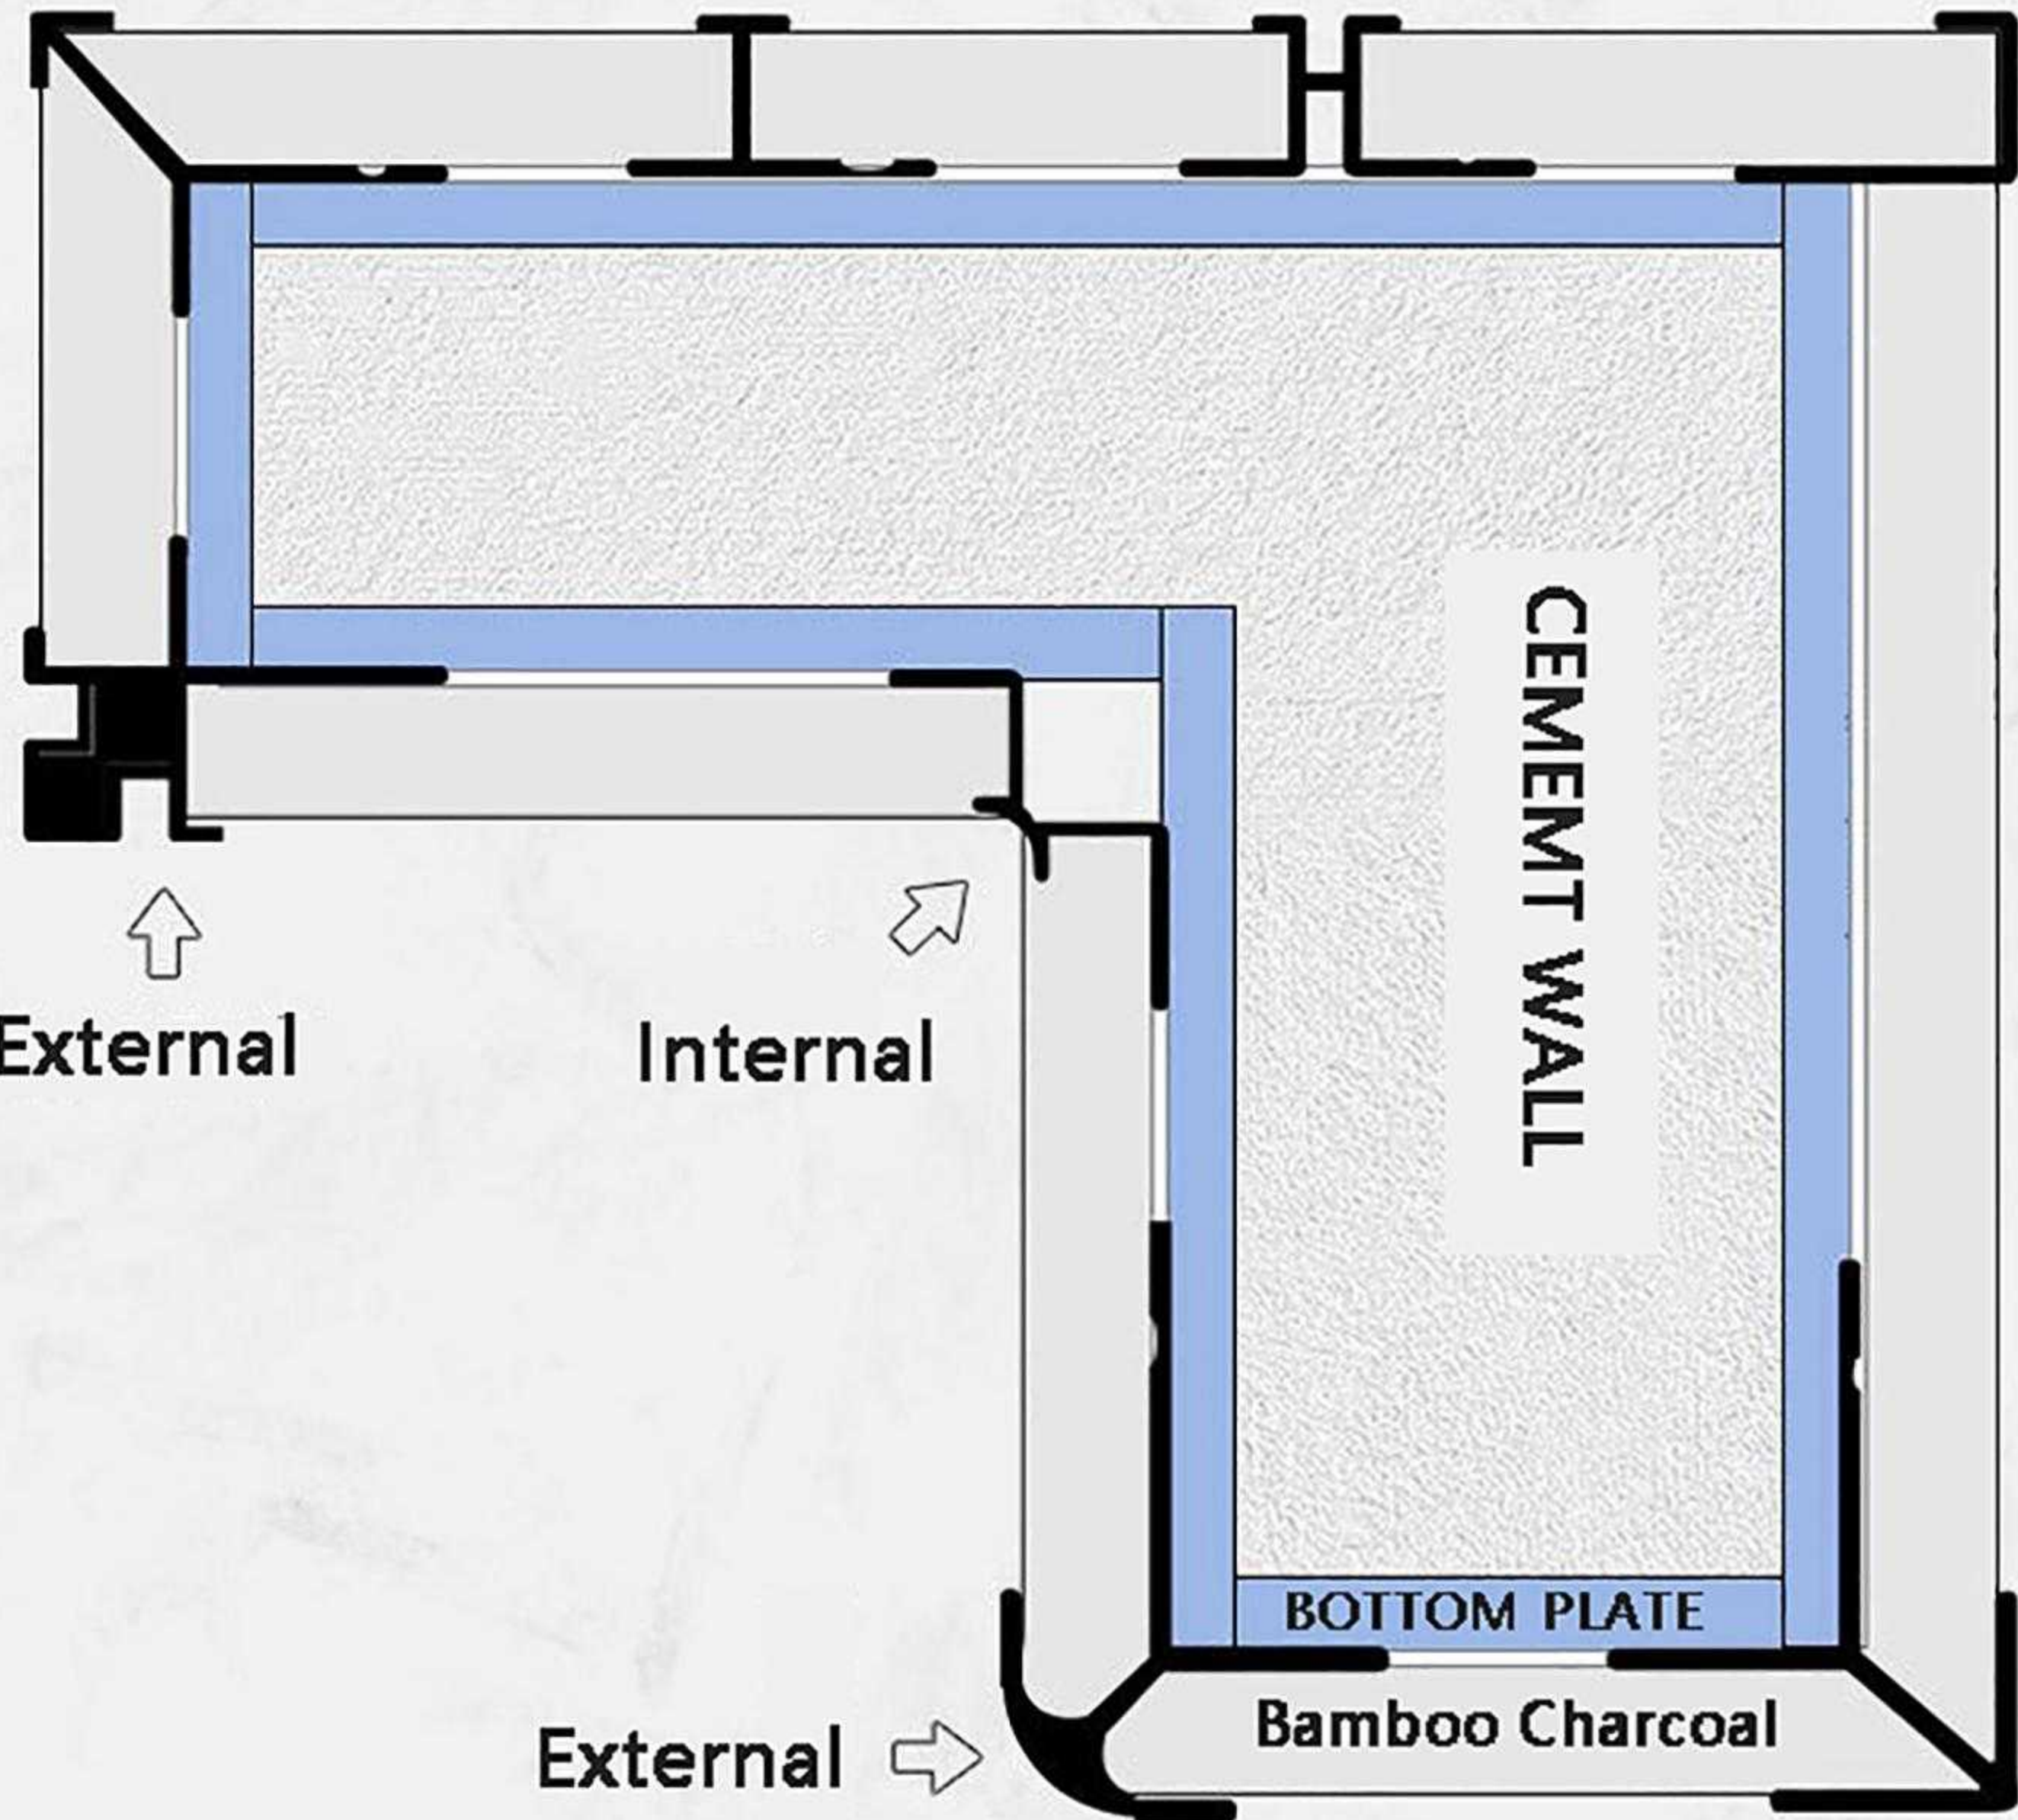 CEMEMT WALL
External
Internal
BOTTOM PLATE
Bamboo Charcoal
External